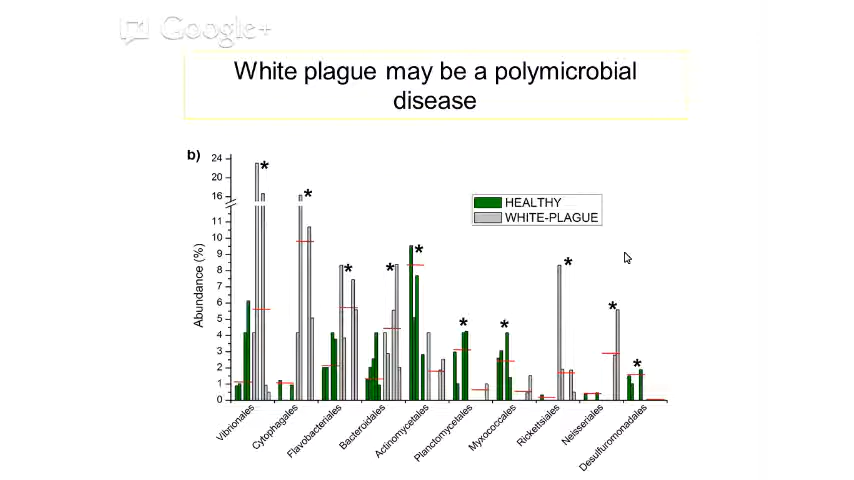 Google+
White plague may be a polymicrobial
disease
b)
24
20
16
11
10
9
8
7
6
5
4
3
2
1
0
Abundance (%)
HEALTHY
WHITE-PLAGUE
* * * * * * * * * *
Vibrionales
Cytophagales
Flavobacteriales
Bacteroidales
Actinomycetales
Planctomycetales
Myxococcales
Rickettsiales
Neisseriales
Desulfuromonadales